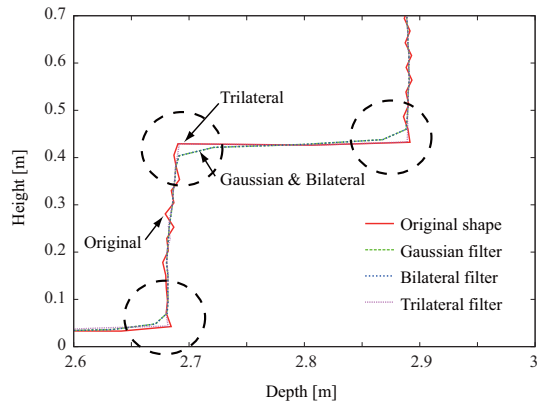 0.7
0.6
0.5
0.4
0.3
0.2
0.1
0
Height [m]
Trilateral
Gaussian & Bilateral
Original
Original shape
Gaussian filter
Bilateral filter
Trilateral filter
2.6
2.7
2.8
2.9
3
Depth [m]